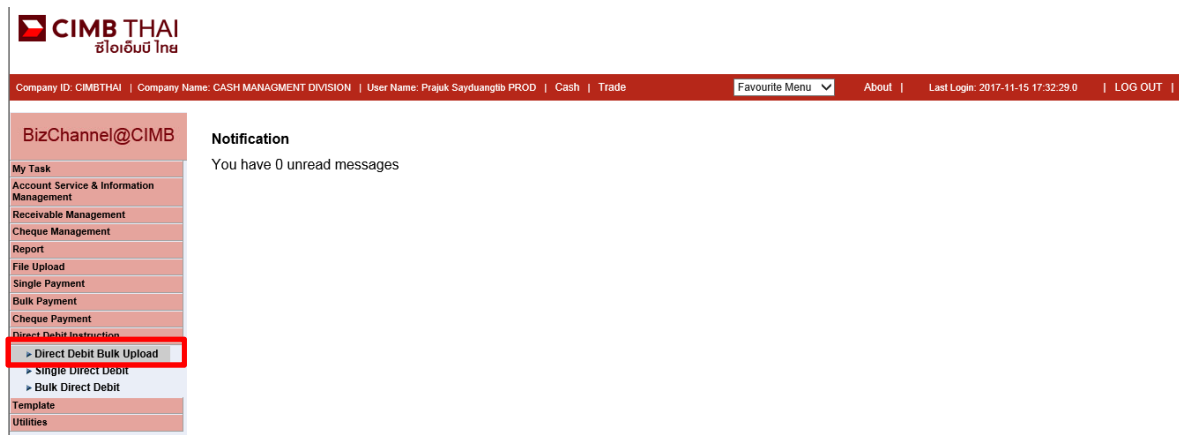 CIMB THAI
ซีไอเอ็มบี ไทย
Company ID: CIMBTHAI | Company Name: CASH MANAGMENT DIVISION | User Name: Prajuk Sayduangtib PROD | Cash | Trade Favourite Menu About | Last Login: 2017-11-15 17:32:29.0 | LOG OUT |
BizChannel@CIMB
Notification
You have 0 unread messages
My Task
Account Service & Information
Management
Receivable Management
Cheque Management
Report
File Upload
Single Payment
Bulk Payment
Cheque Payment
Direct Debit Instruction
Direct Debit Bulk Upload
Single Direct Debit
Bulk Direct Debit
Template
Utilities